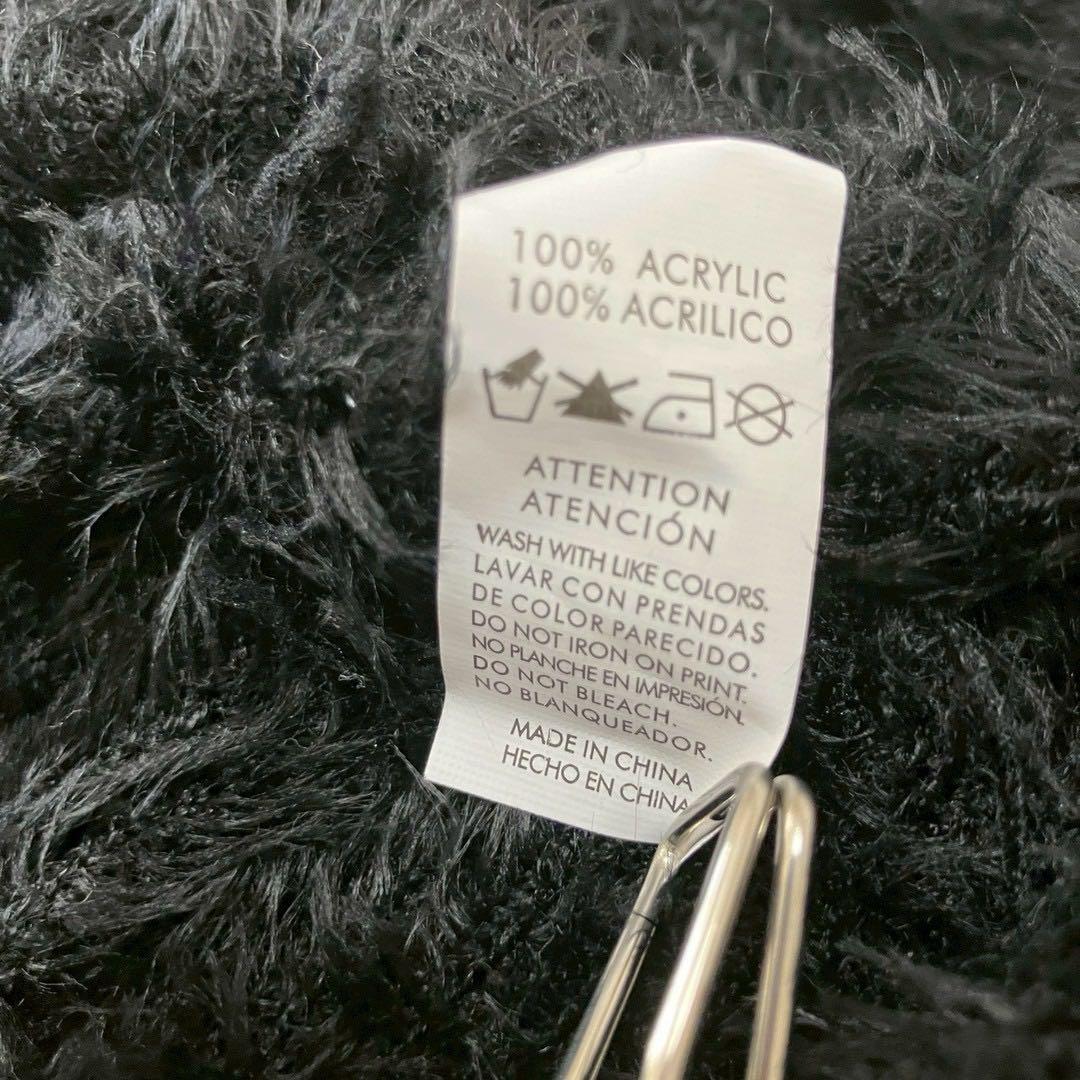 100% ACRYLIC
100% ACRILICO
ATTENTION
ATENCIÓN
WASH WITH LIKE COLORS.
LAVAR CON PRENDAS
DE COLOR PARECIDO.
DO NOT IRON ON PRINT.
NO PLANCHE EN IMPRESIÓN.
DO NOT BLEACH.
NO BLANQUEADOR.
MADE IN CHINA
HECHO EN CHINA